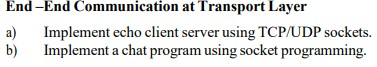 End –End Communication at Transport Layer
a) Implement echo client server using TCP/UDP sockets.
b) Implement a chat program using socket programming.